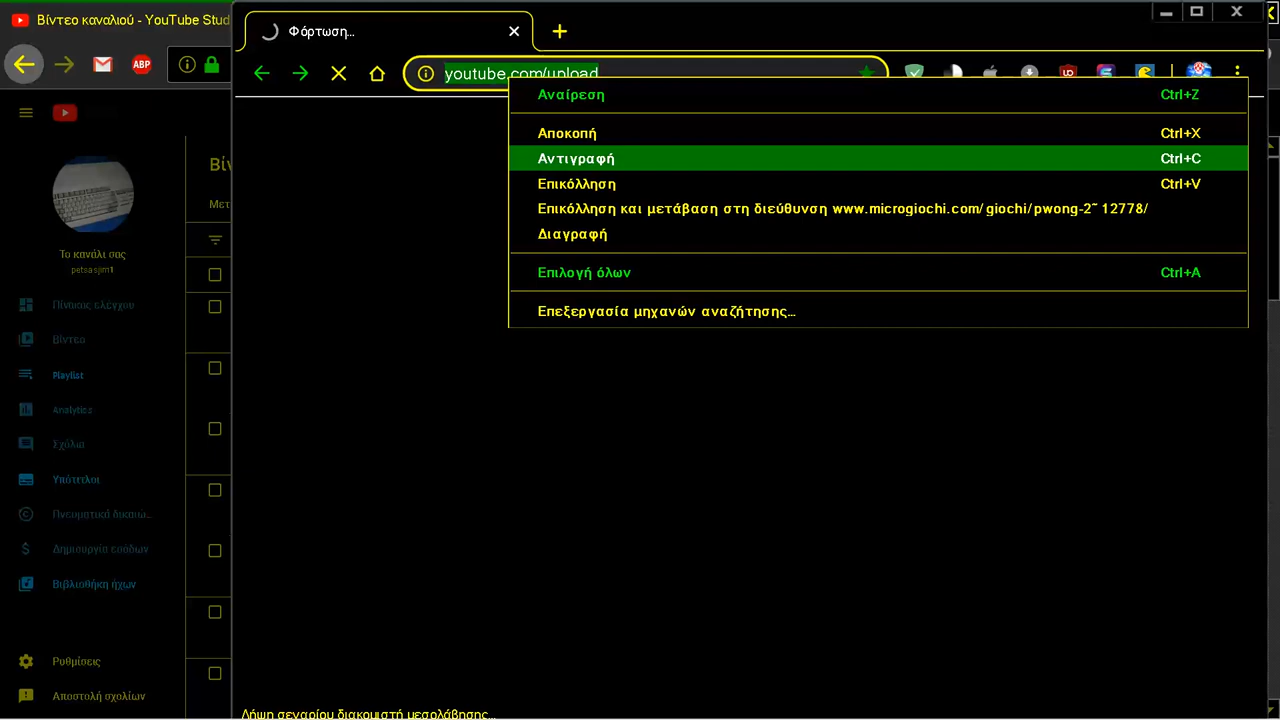 Βίντεο καναλιού - YouTube Stud
Φόρτωση...
ABP
youtube.com/upload
Αναίρεση Ctrl+Z
Αποκοπή Ctrl+X
Αντιγραφή Ctrl+C
Επικόλληση Ctrl+V
Επικόλληση και μετάβαση στη διεύθυνση www.microgiochi.com/giochi/pwong-2~12778/
Διαγραφή
Επιλογή όλων Ctrl+A
Επεξεργασία μηχανών αναζήτησης...
Βίν
Μετ
Το κανάλι σας
petsasjim1
Πίνακας ελέγχου
Βίντεο
Playlist
Analytics
Σχόλια
Υπότιτλοι
Πνευματικά δικαιώ...
Δημιουργία εσόδων
Βιβλιοθήκη ήχων
Ρυθμίσεις
Αποστολή σχολίων
Λήψη σεναρίου διακομιστή μεσολάβησης...